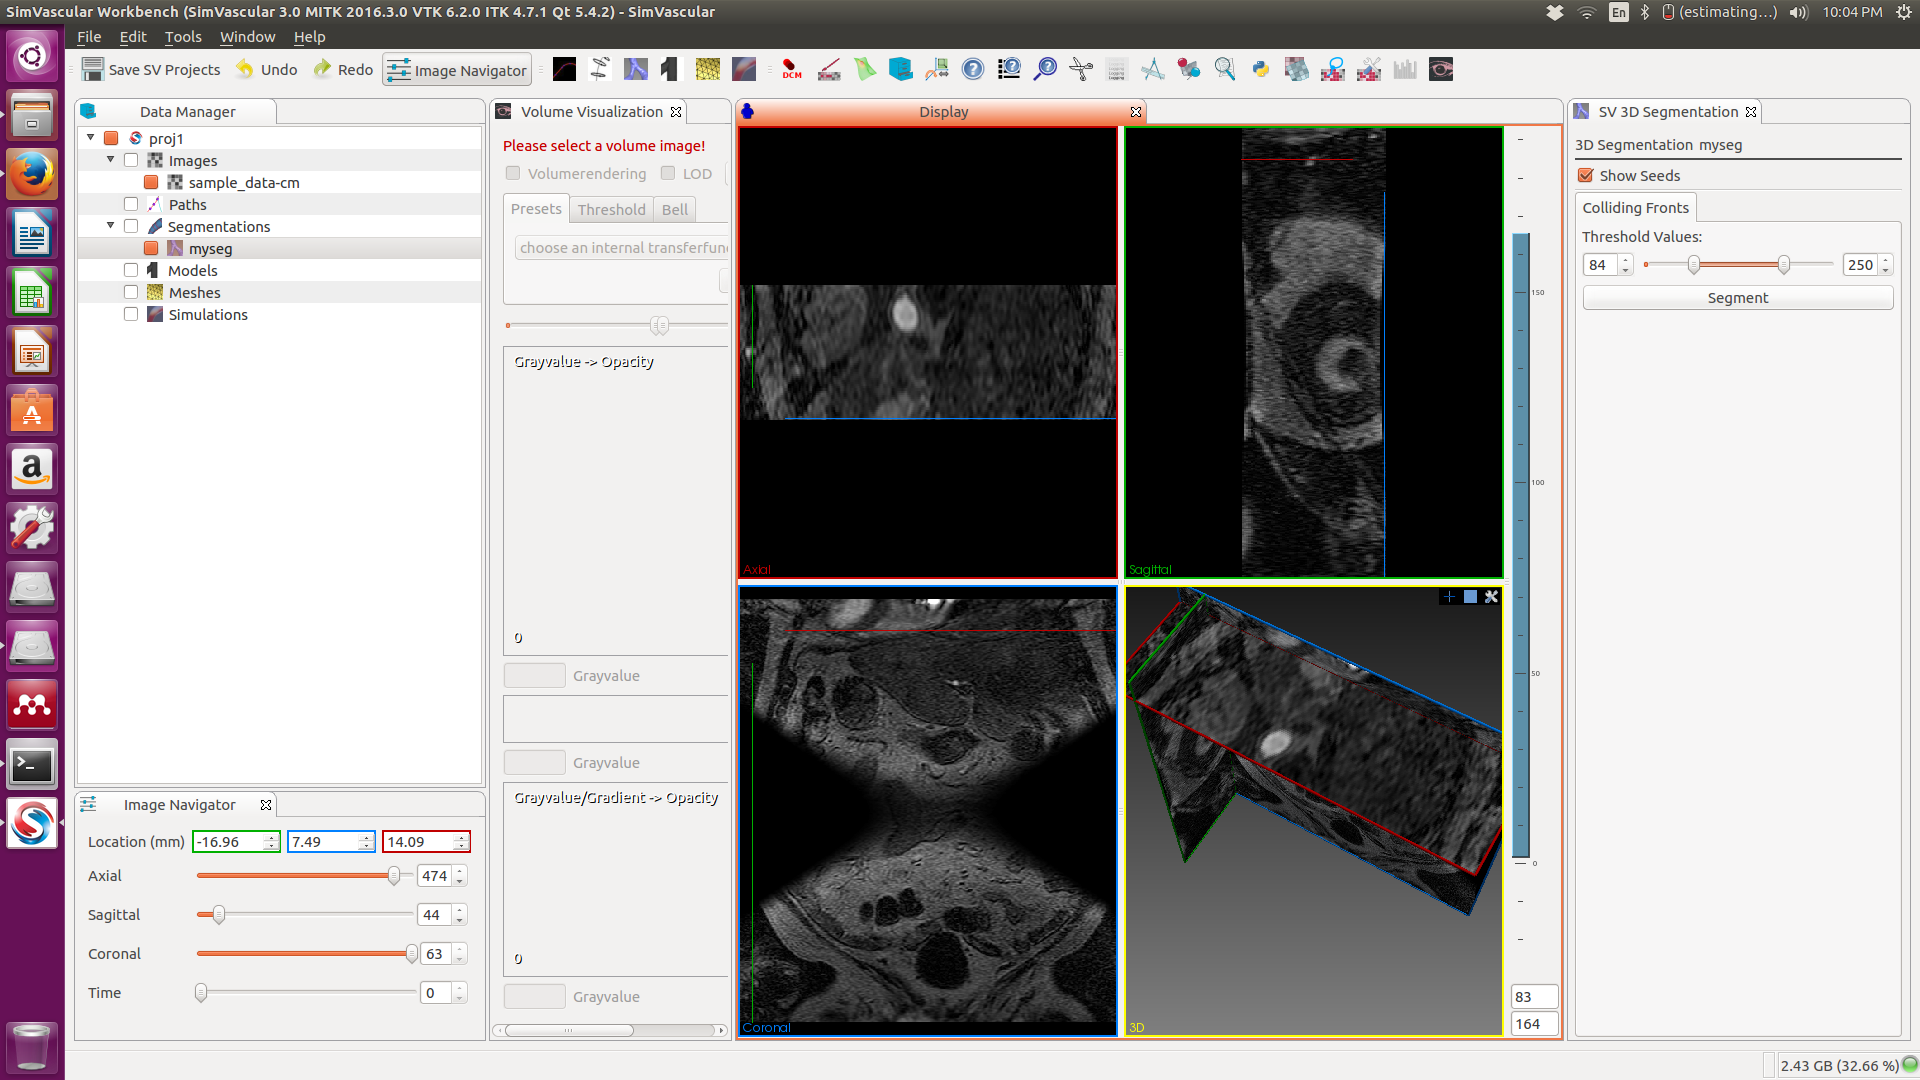 SimVascular Workbench (SimVascular 3.0 MITK 2016.3.0 VTK 6.2.0 ITK 4.7.1 Qt 5.4.2) - SimVascular
En
(estimating...)
10:04 PM
File Edit Tools Window Help
Save SV Projects Undo Redo Image Navigator
DCM
Data Manager
proj1
Images
sample_data-cm
Paths
Segmentations
myseg
Models
Meshes
Simulations
Image Navigator
Location (mm) -16.96 7.49 14.09
Axial 474
Sagittal 44
Coronal 63
Time 0
Volume Visualization
Please select a volume image!
Volumerendering LOD
Presets Threshold Bell
choose an internal transferfun
Grayvalue -> Opacity
0
Grayvalue
Grayvalue
Grayvalue/Gradient -> Opacity
0
Grayvalue
Display
Axial
Sagittal
Coronal
3D
150
100
50
0
83
164
SV 3D Segmentation
3D Segmentation myseg
Show Seeds
Colliding Fronts
Threshold Values:
84 250
Segment
2.43 GB (32.66 %)